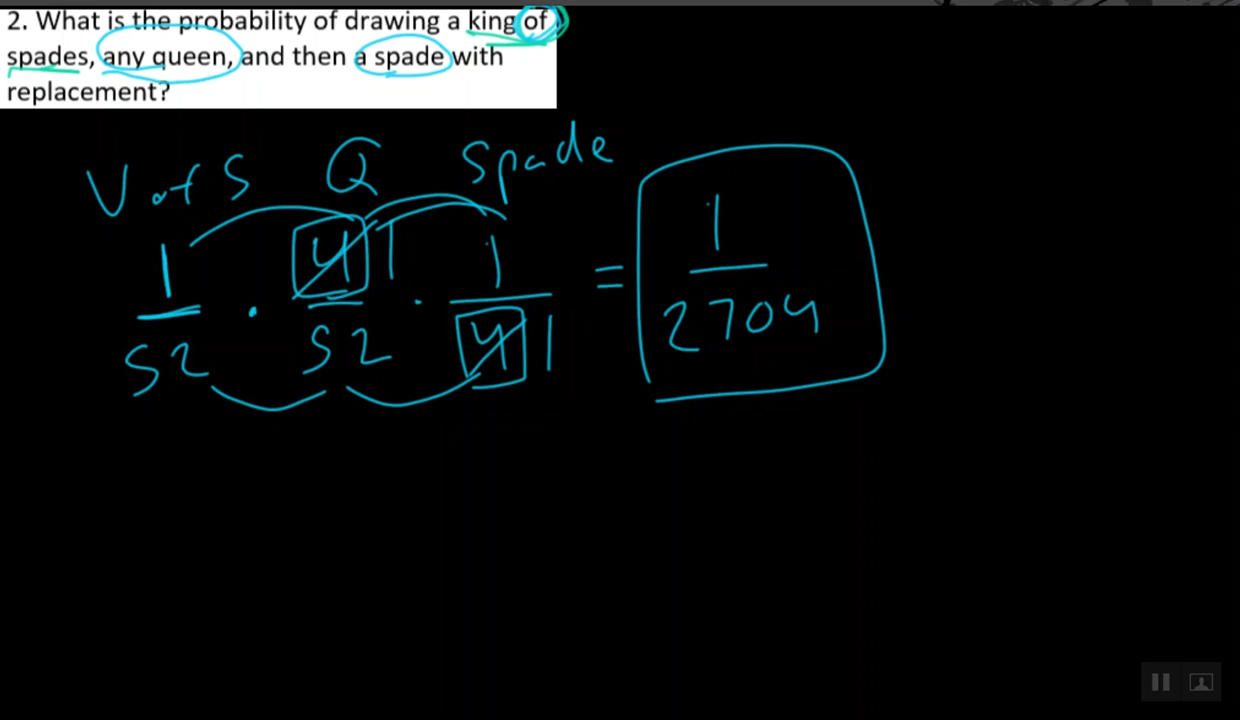 2. What is the probability of drawing a king of
spades, any queen, and then a spade with
replacement?
V of S Q Spade
1/52 · 4/52 1 · 1/4 1 = 1/2704